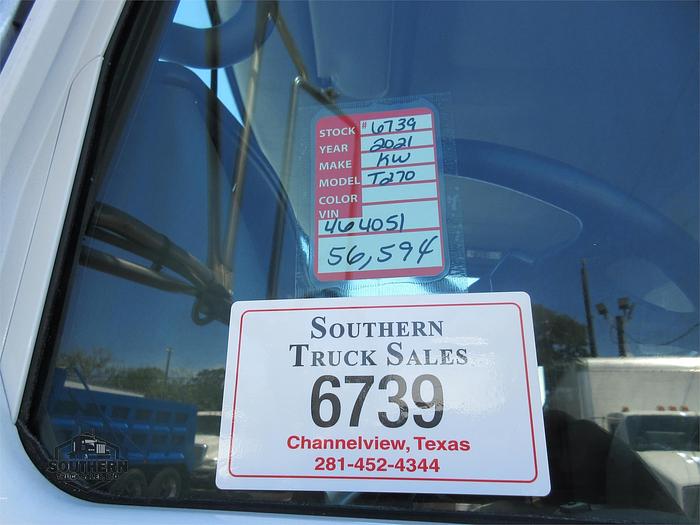 STOCK # 6739
YEAR 2021
MAKE KW
MODEL T270
COLOR
VIN
464051
56,594
SOUTHERN
TRUCK SALES
6739
Channelview, Texas
281-452-4344
SOUTHERN